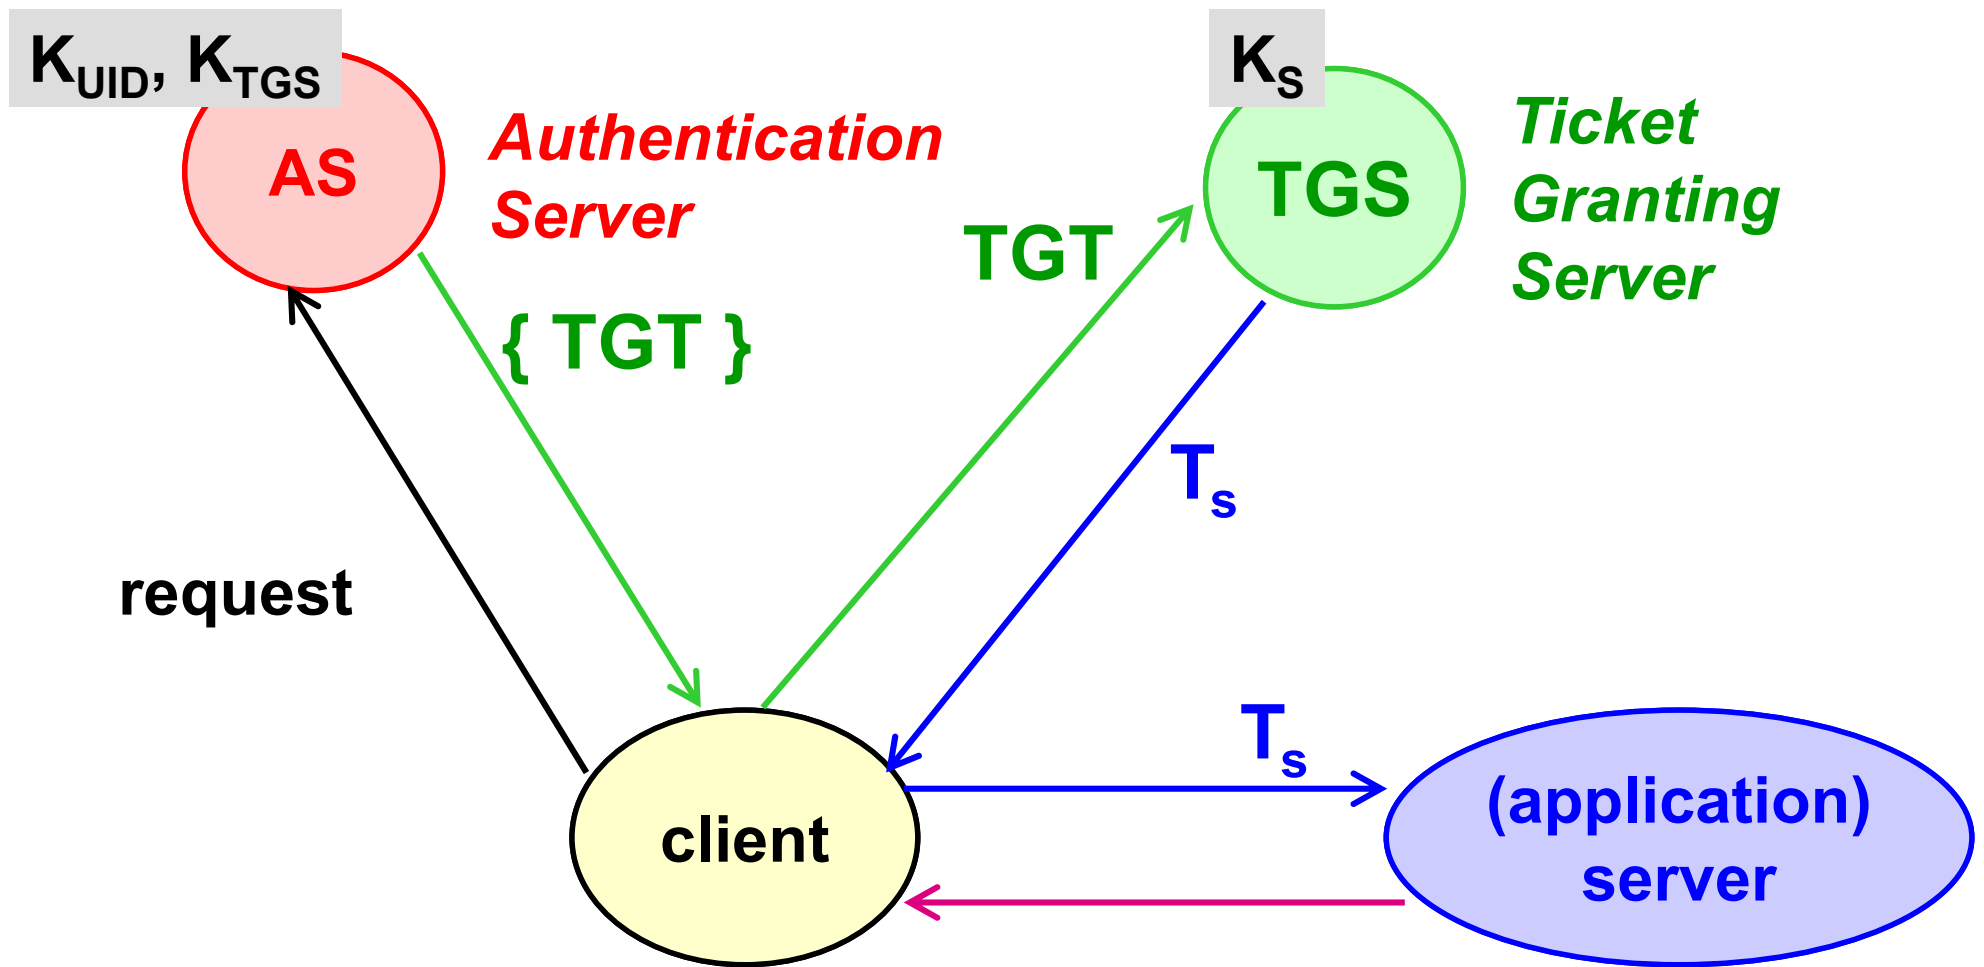 K_UID, K_TGS
AS
Authentication
Server
{ TGT }
TGT
K_S
TGS
Ticket
Granting
Server
T_s
request
T_s
client
(application)
server